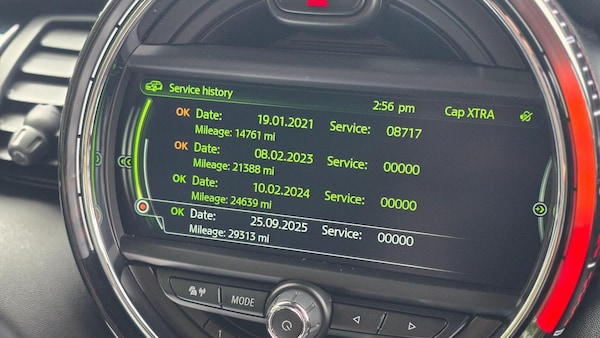 Service history
2:56 pm Cap XTRA
OK Date: 19.01.2021 Service: 08717
Mileage: 14761 mi
OK Date: 08.02.2023 Service: 00000
Mileage: 21388 mi
OK Date: 10.02.2024 Service: 00000
Mileage: 24639 mi
OK Date: 25.09.2025 Service: 00000
Mileage: 29313 mi
MODE